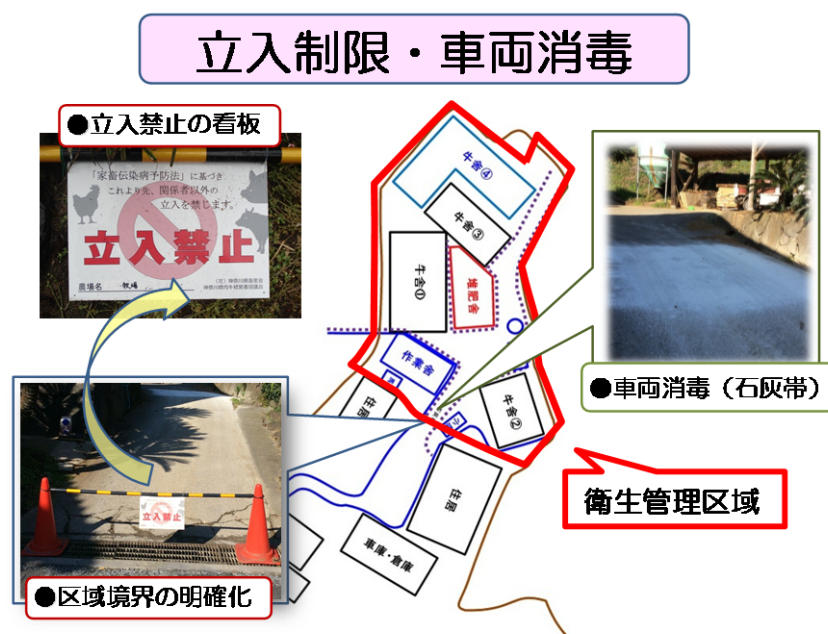 立入制限・車両消毒
●立入禁止の看板
「家畜伝染病予防法」に基づき
これより先、関係者以外の
立入を禁じます。
立入禁止
農場名
牧場
牛舎④
牛舎③
牛舎①
堆肥舎
作業舎
牛舎②
住居
住居
車庫・倉庫
●車両消毒（石灰帯）
衛生管理区域
立入禁止
●区域境界の明確化